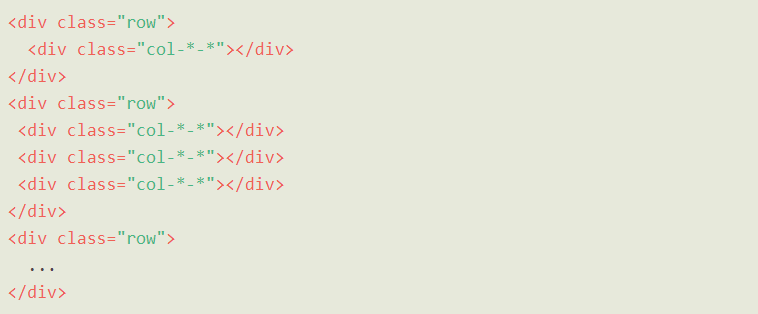 <div class="row">
  <div class="col-*-*"></div>
</div>
<div class="row">
 <div class="col-*-*"></div>
 <div class="col-*-*"></div>
 <div class="col-*-*"></div>
</div>
<div class="row">
  ...
</div>